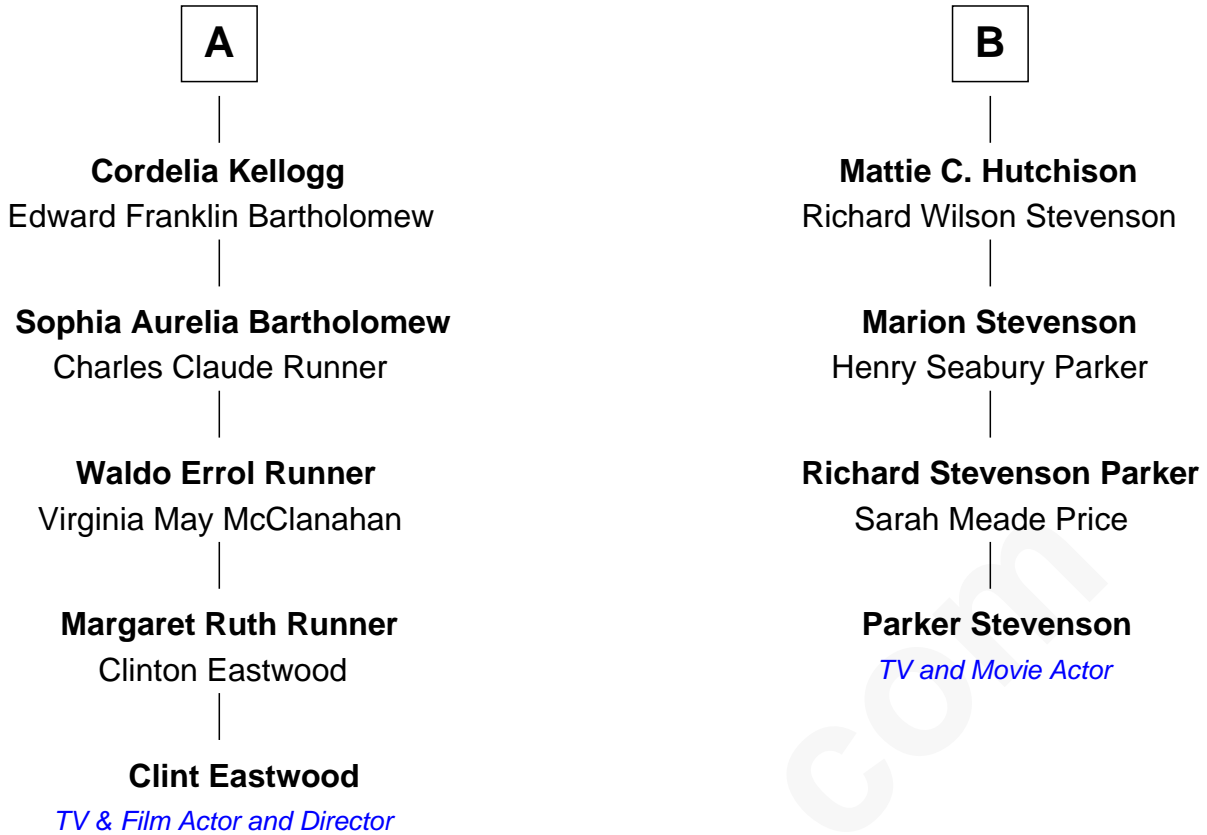 A
Cordelia Kellogg
Edward Franklin Bartholomew
Sophia Aurelia Bartholomew
Charles Claude Runner
Waldo Errol Runner
Virginia May McClanahan
Margaret Ruth Runner
Clinton Eastwood
Clint Eastwood
TV & Film Actor and Director
B
Mattie C. Hutchison
Richard Wilson Stevenson
Marion Stevenson
Henry Seabury Parker
Richard Stevenson Parker
Sarah Meade Price
Parker Stevenson
TV and Movie Actor
com